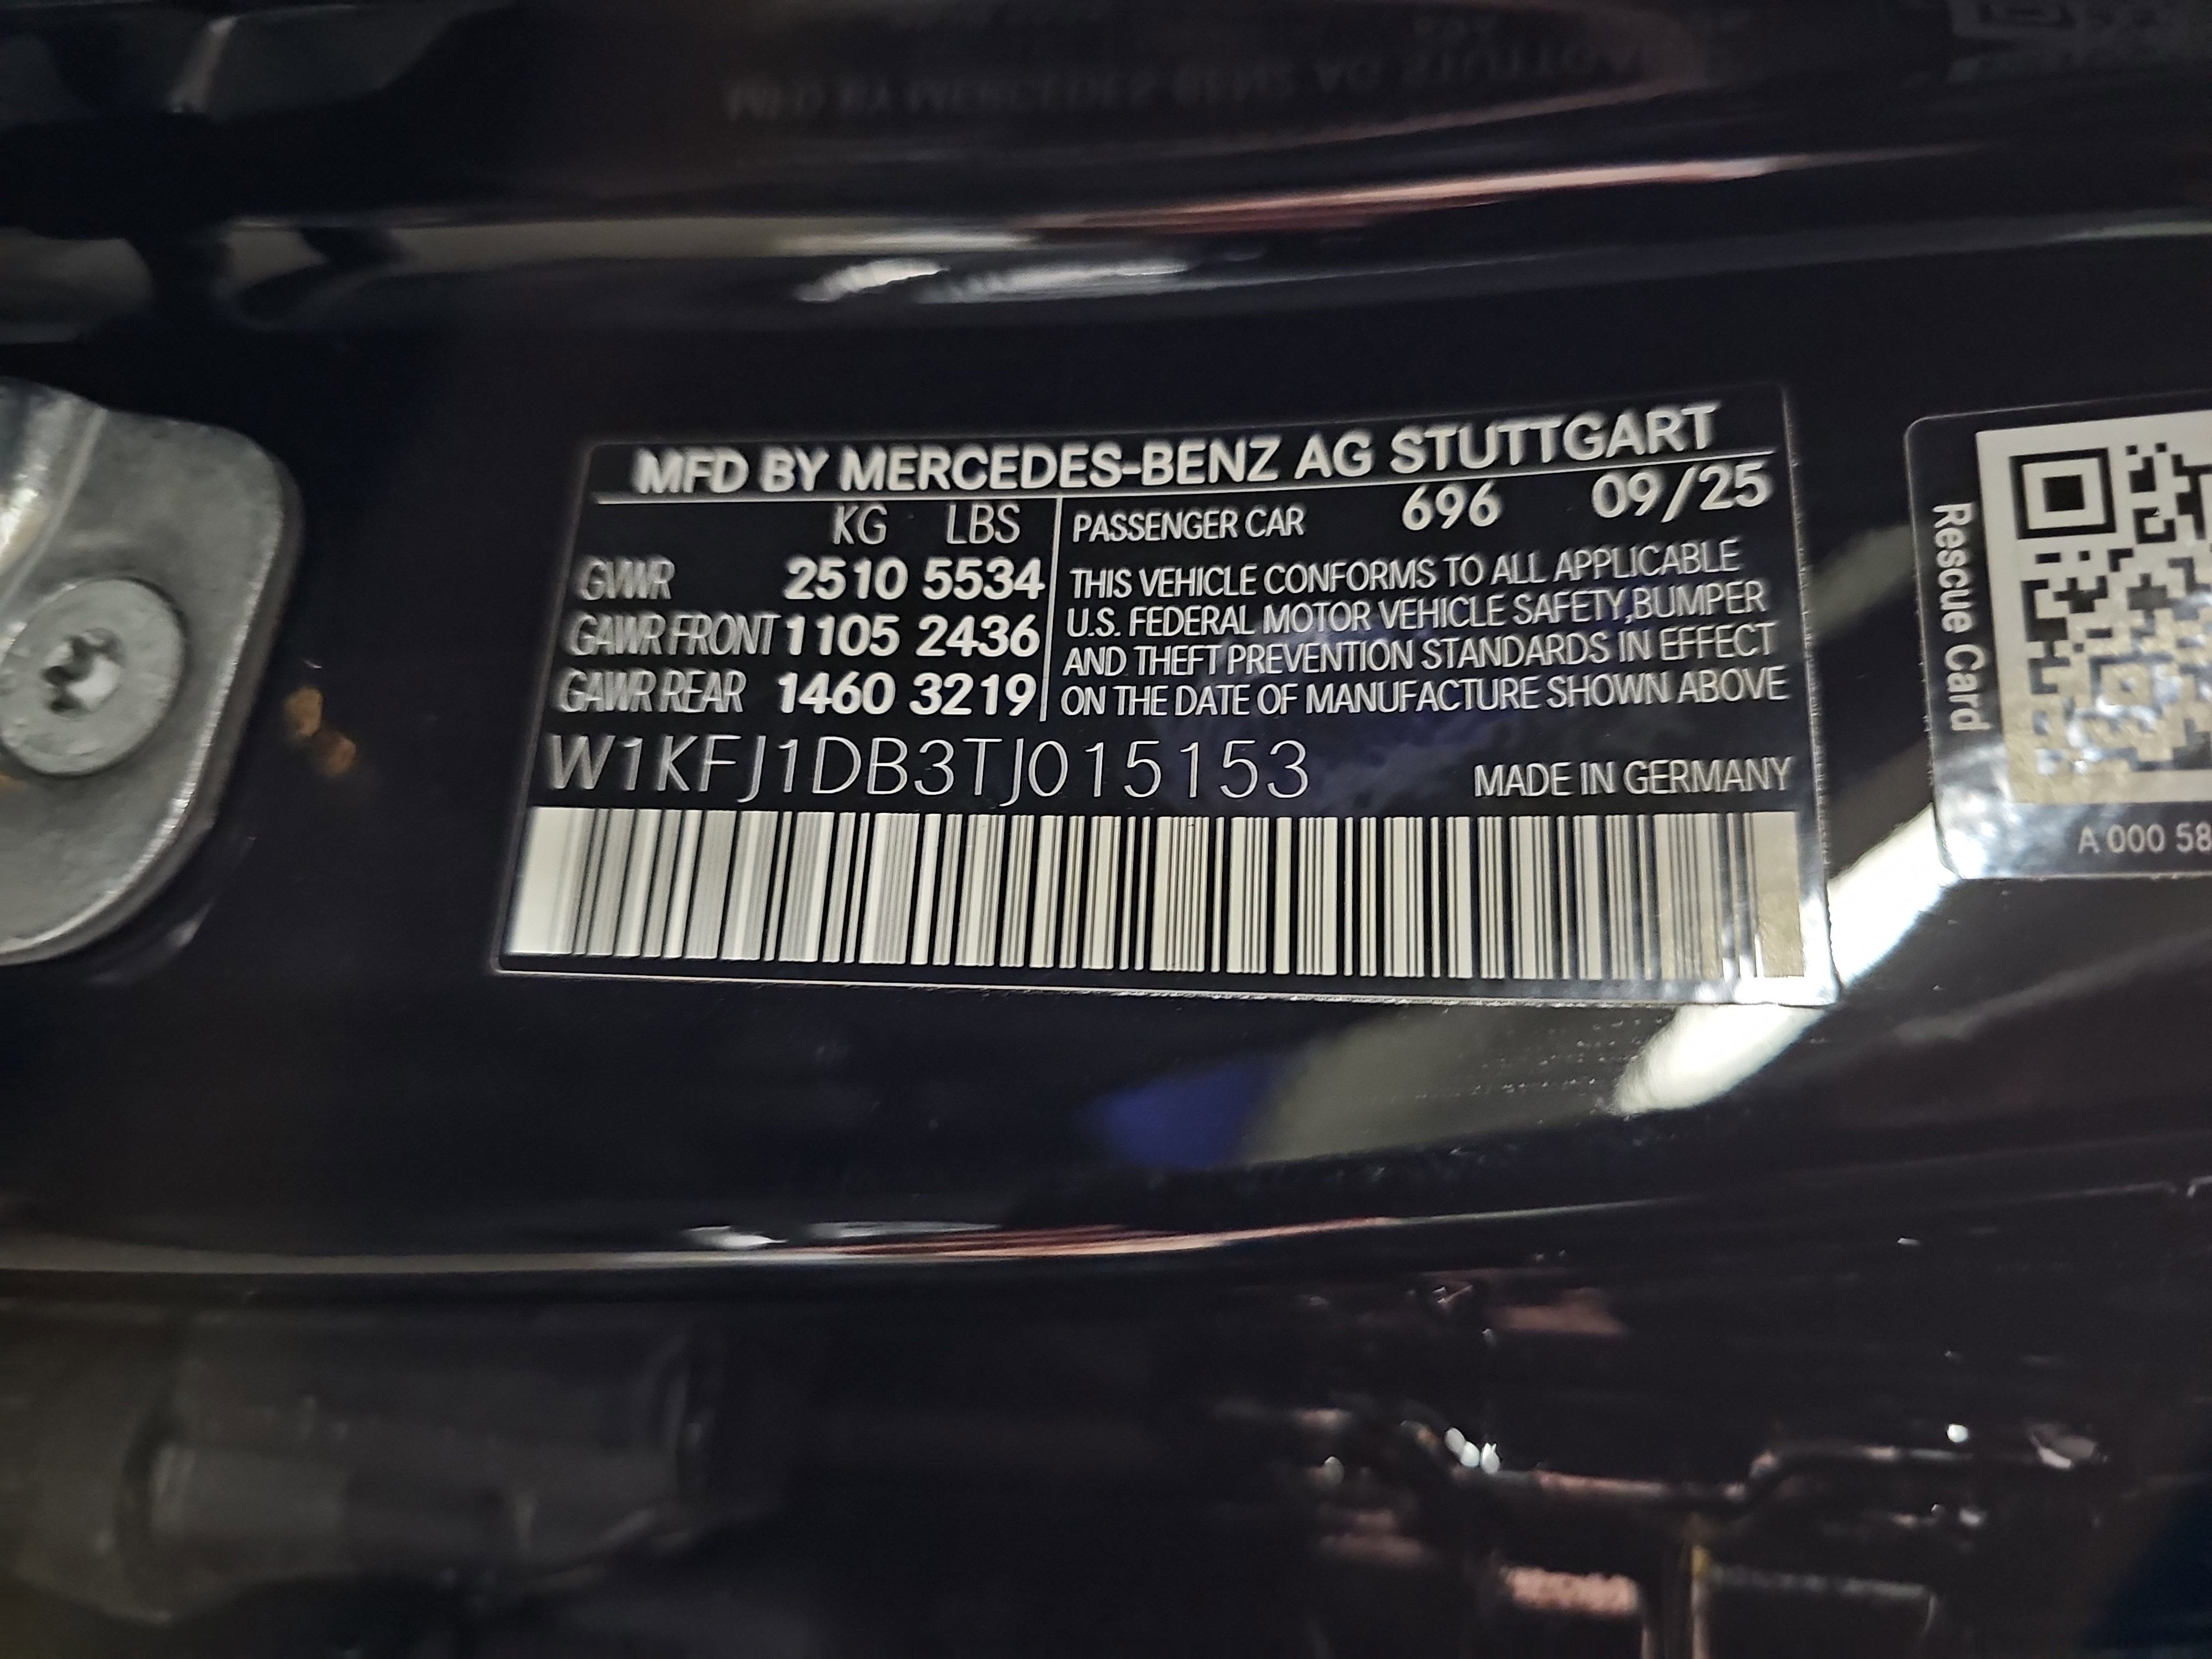 MFD BY MERCEDES-BENZ AG STUTTGART
KG LBS
GVWR 2510 5534
GAWR FRONT 1105 2436
GAWR REAR 1460 3219
PASSENGER CAR 696 09/25
THIS VEHICLE CONFORMS TO ALL APPLICABLE
U.S. FEDERAL MOTOR VEHICLE SAFETY,BUMPER
AND THEFT PREVENTION STANDARDS IN EFFECT
ON THE DATE OF MANUFACTURE SHOWN ABOVE
W1KFJ1DB3TJ015153
MADE IN GERMANY
Rescue Card
A 000 58